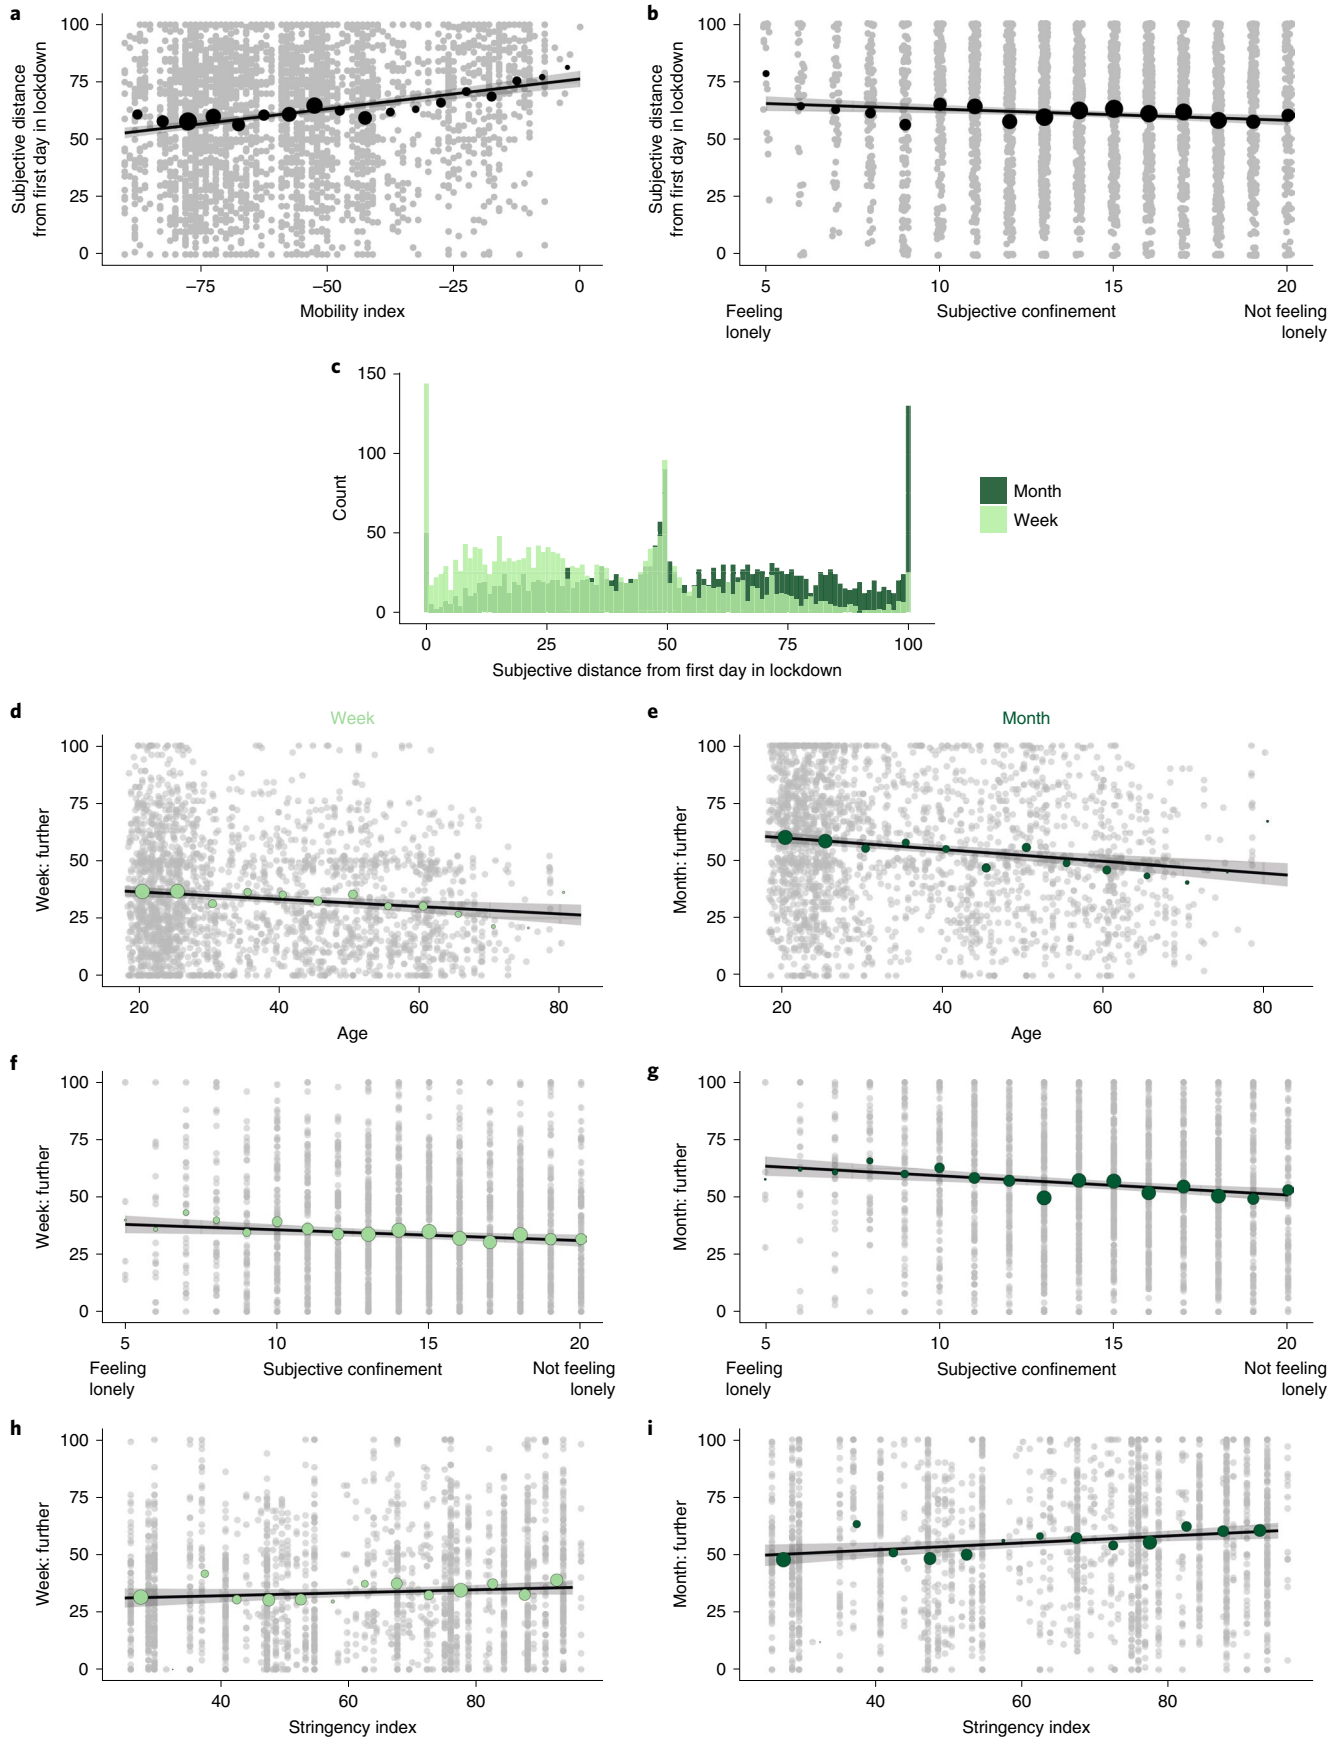 a
100
75
50
25
0
Subjective distance
from first day in lockdown
–75
–50
–25
0
Mobility index
b
100
75
50
25
0
Subjective distance
from first day in lockdown
5
10
15
20
Feeling
lonely
Subjective confinement
Not feeling
lonely
c
150
100
50
0
Count
0
25
50
75
100
Subjective distance from first day in lockdown
Month
Week
d
Week
100
75
50
25
0
Week: further
20
40
60
80
Age
e
Month
100
75
50
25
0
Month: further
20
40
60
80
Age
f
100
75
50
25
0
Week: further
5
10
15
20
Feeling
lonely
Subjective confinement
Not feeling
lonely
g
100
75
50
25
0
Month: further
5
10
15
20
Feeling
lonely
Subjective confinement
Not feeling
lonely
h
100
75
50
25
0
Week: further
40
60
80
Stringency index
i
100
75
50
25
0
Month: further
40
60
80
Stringency index